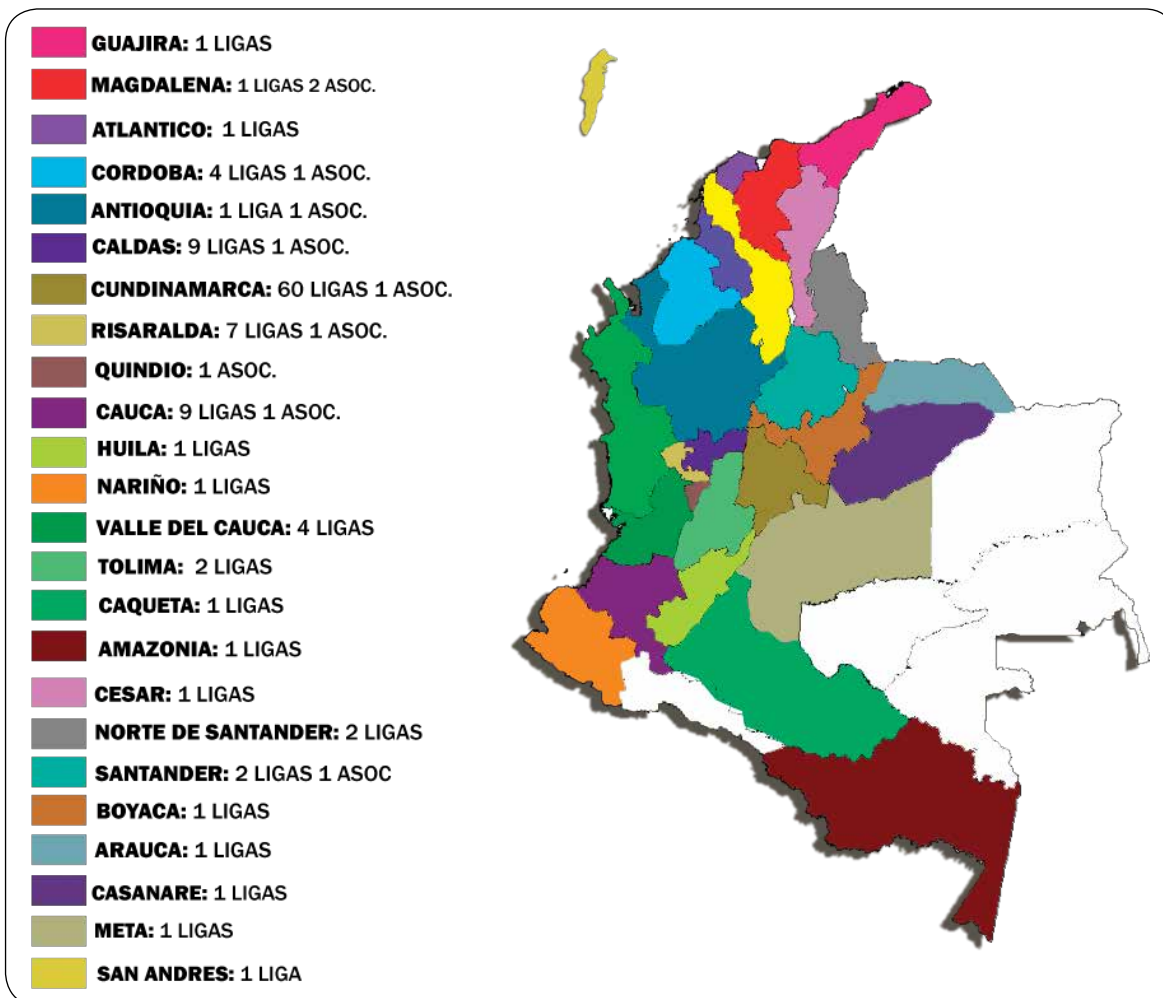 GUAJIRA: 1 LIGAS
MAGDALENA: 1 LIGAS 2 ASOC.
ATLANTICO: 1 LIGAS
CORDOBA: 4 LIGAS 1 ASOC.
ANTIOQUIA: 1 LIGA 1 ASOC.
CALDAS: 9 LIGAS 1 ASOC.
CUNDINAMARCA: 60 LIGAS 1 ASOC.
RISARALDA: 7 LIGAS 1 ASOC.
QUINDIO: 1 ASOC.
CAUCA: 9 LIGAS 1 ASOC.
HUILA: 1 LIGAS
NARIÑO: 1 LIGAS
VALLE DEL CAUCA: 4 LIGAS
TOLIMA: 2 LIGAS
CAQUETA: 1 LIGAS
AMAZONIA: 1 LIGAS
CESAR: 1 LIGAS
NORTE DE SANTANDER: 2 LIGAS
SANTANDER: 2 LIGAS 1 ASOC
BOYACA: 1 LIGAS
ARAUCA: 1 LIGAS
CASANARE: 1 LIGAS
META: 1 LIGAS
SAN ANDRES: 1 LIGA